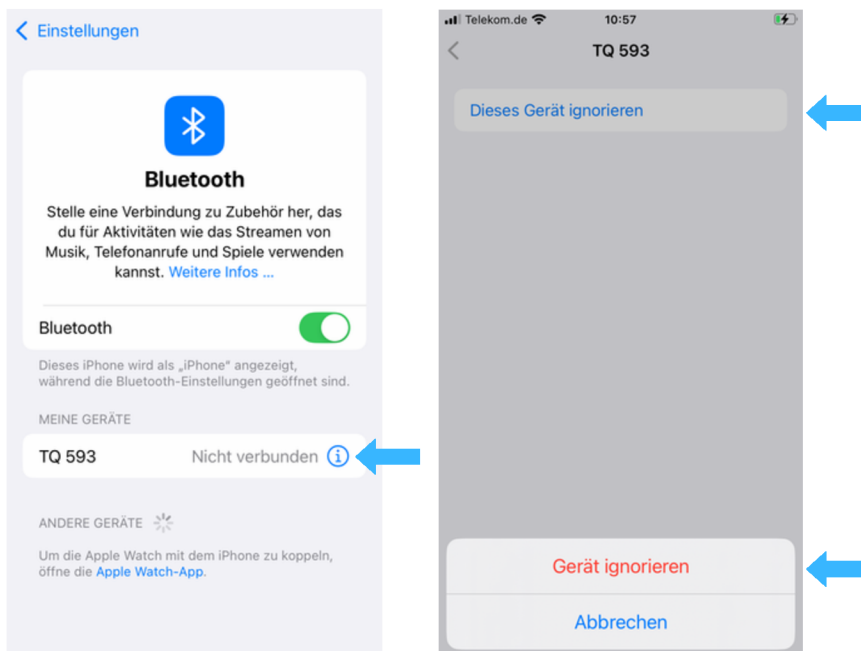 Einstellungen
Bluetooth
Stelle eine Verbindung zu Zubehör her, das
du für Aktivitäten wie das Streamen von
Musik, Telefonanrufe und Spiele verwenden
kannst. Weitere Infos ...
Bluetooth
Dieses iPhone wird als „iPhone“ angezeigt,
während die Bluetooth-Einstellungen geöffnet sind.
MEINE GERÄTE
TQ 593 Nicht verbunden
ANDERE GERÄTE
Um die Apple Watch mit dem iPhone zu koppeln,
öffne die Apple Watch-App.
Telekom.de 10:57
TQ 593
Dieses Gerät ignorieren
Gerät ignorieren
Abbrechen